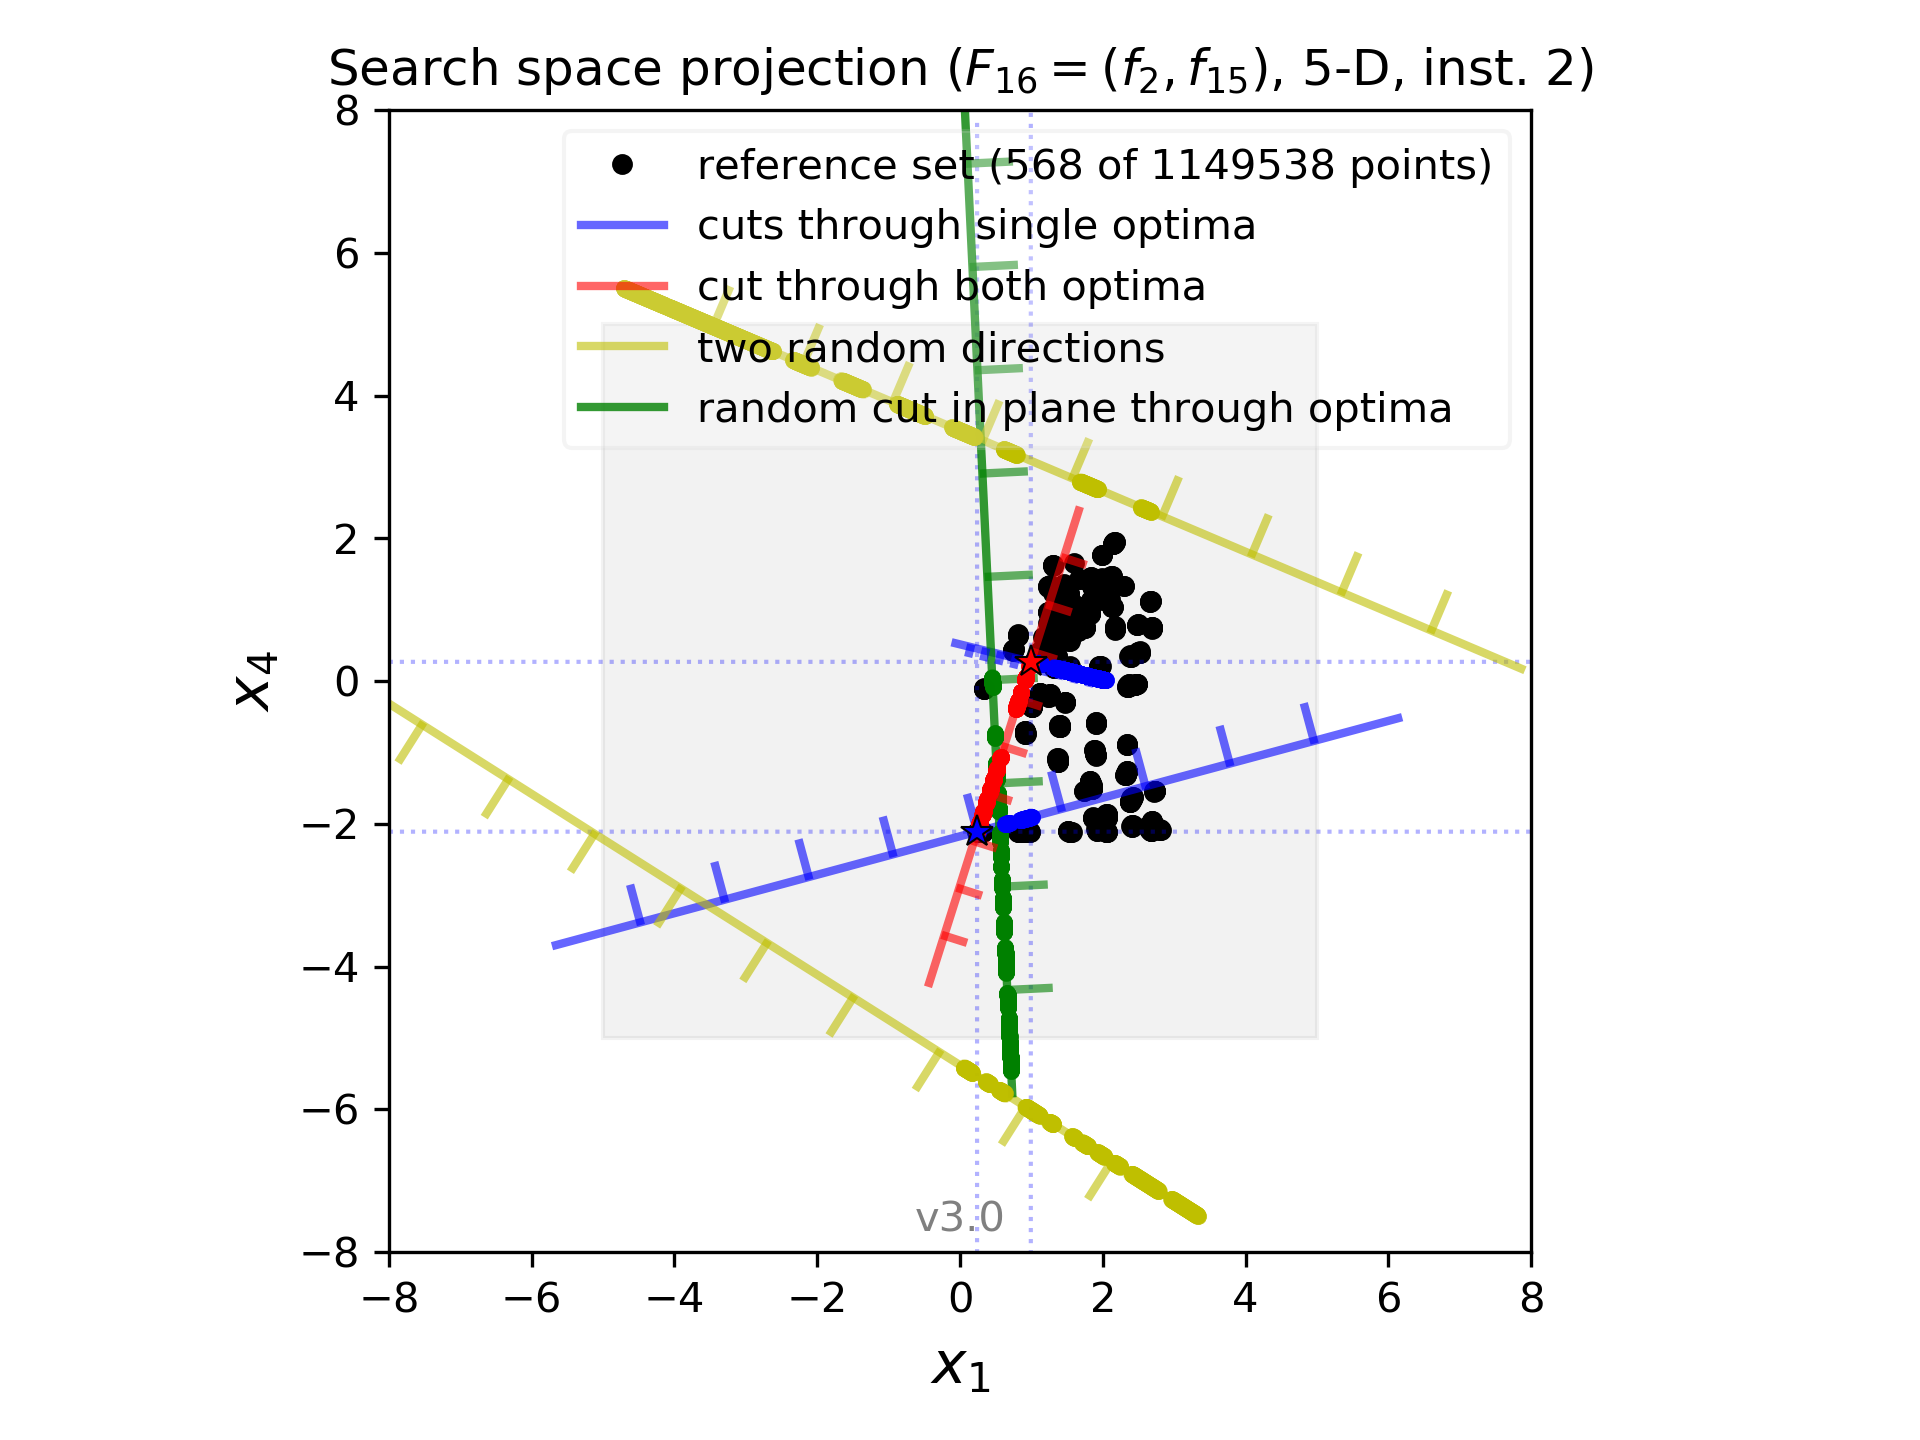 Search space projection (F₁₆ = (f₂, f₁₅), 5-D, inst. 2)
8
6
4
2
0
−2
−4
−6
−8
x₄
reference set (568 of 1149538 points)
cuts through single optima
cut through both optima
two random directions
random cut in plane through optima
v3.0
−8 −6 −4 −2 0 2 4 6 8
x₁